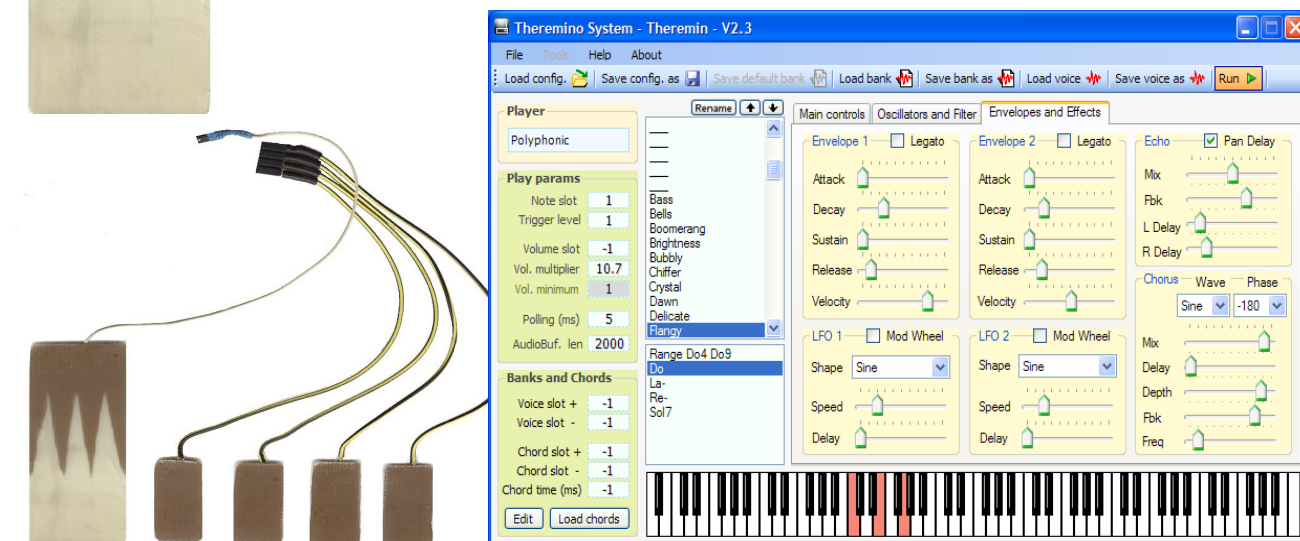 Theremino System - Theremin - V2.3
File Tools Help About
Load config. Save config. as Save default bank Load bank Save bank as Load voice Save voice as Run
Player
Polyphonic
Play params
Note slot 1
Trigger level 1
Volume slot -1
Vol. multiplier 10.7
Vol. minimum 1
Polling (ms) 5
AudioBuf. len 2000
Banks and Chords
Voice slot + -1
Voice slot - -1
Chord slot + -1
Chord slot - -1
Chord time (ms) -1
Edit Load chords
Rename
Bass
Bells
Boomerang
Brightness
Bubbly
Chiffer
Crystal
Dawn
Delicate
Flangy
Range Do4 Do9
Do
La-
Re-
Sol7
Main controls Oscillators and Filter Envelopes and Effects
Envelope 1 Legato
Attack
Decay
Sustain
Release
Velocity
Envelope 2 Legato
Attack
Decay
Sustain
Release
Velocity
Echo Pan Delay
Mix
Fbk
L Delay
R Delay
LFO 1 Mod Wheel
Shape Sine
Speed
Delay
LFO 2 Mod Wheel
Shape Sine
Speed
Delay
Chorus Wave Phase
Sine -180
Mix
Delay
Depth
Fbk
Freq